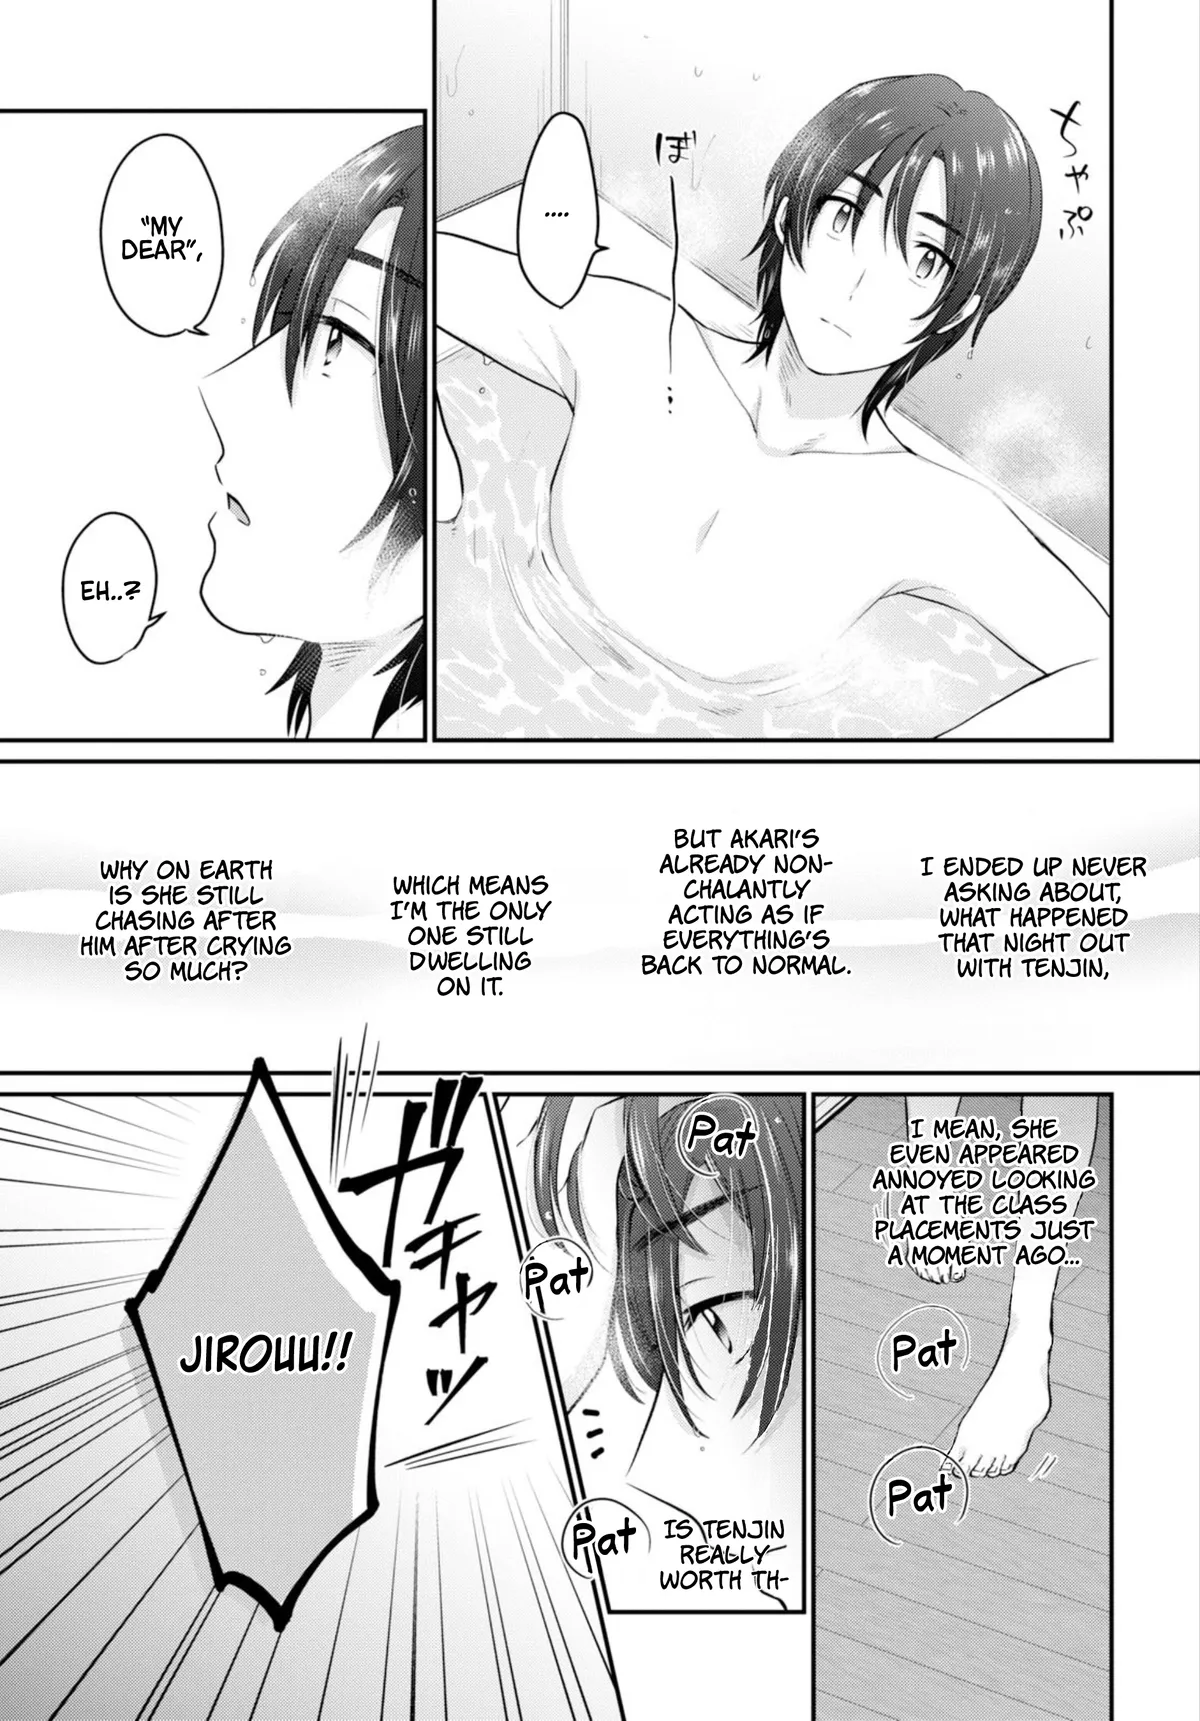 ちゃぷ
ぼ……
....
"MY
DEAR",
EH..?
I ENDED UP NEVER
ASKING ABOUT,
WHAT HAPPENED
THAT NIGHT OUT
WITH TENJIN,
BUT AKARI'S
ALREADY NON-
CHALANTLY
ACTING AS IF
EVERYTHING'S
BACK TO NORMAL.
WHICH MEANS
I'M THE ONLY
ONE STILL
DWELLING
ON IT.
WHY ON EARTH
IS SHE STILL
CHASING AFTER
HIM AFTER CRYING
SO MUCH?
I MEAN, SHE
EVEN APPEARED
ANNOYED LOOKING
AT THE CLASS
PLACEMENTS JUST
A MOMENT AGO...
Pat
Pat
Pat
Pat
Pat
IS TENJIN
REALLY
WORTH TH-
ガチャッ
JIROUU!!